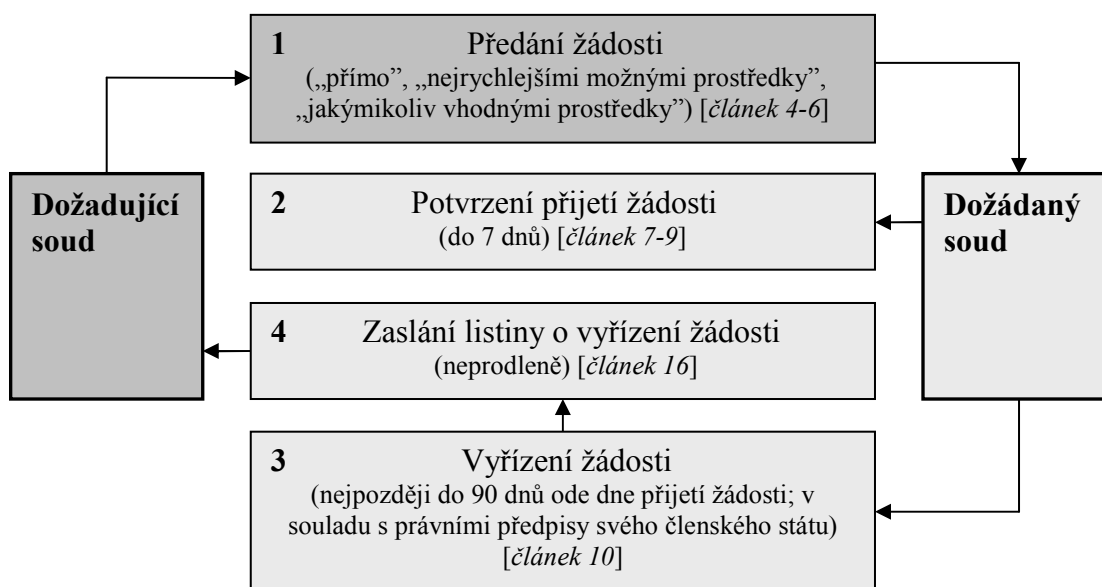 1 Předání žádosti
(„přímo”, „nejrychlejšími možnými prostředky”,
„jakýmikoliv vhodnými prostředky”) [článek 4-6]
Dožadující
soud
2 Potvrzení přijetí žádosti
(do 7 dnů) [článek 7-9]
Dožádaný
soud
4 Zaslání listiny o vyřízení žádosti
(neprodleně) [článek 16]
3 Vyřízení žádosti
(nejpozději do 90 dnů ode dne přijetí žádosti; v
souladu s právními předpisy svého členského státu)
[článek 10]